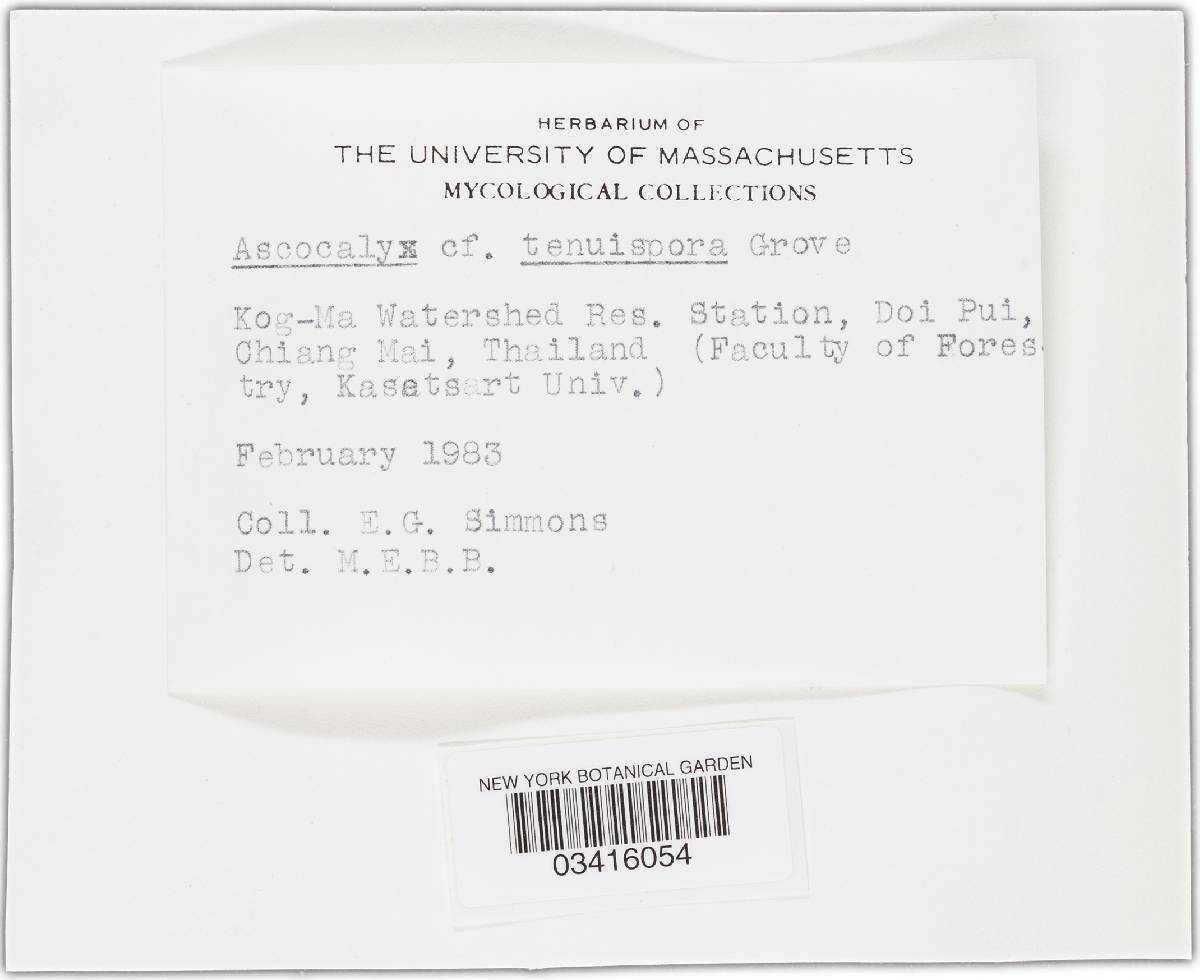 HERBARIUM OF
THE UNIVERSITY OF MASSACHUSETTS
MYCOLOGICAL COLLECTIONS
Ascocalyx cf. tenuispora Grove
Kog-Ma Watershed Res. Station, Doi Pui,
Chiang Mai, Thailand (Faculty of Fores-
try, Kasetsart Univ.)
February 1983
Coll. E.G. Simmons
Det. M.E.B.B.
NEW YORK BOTANICAL GARDEN
03416054